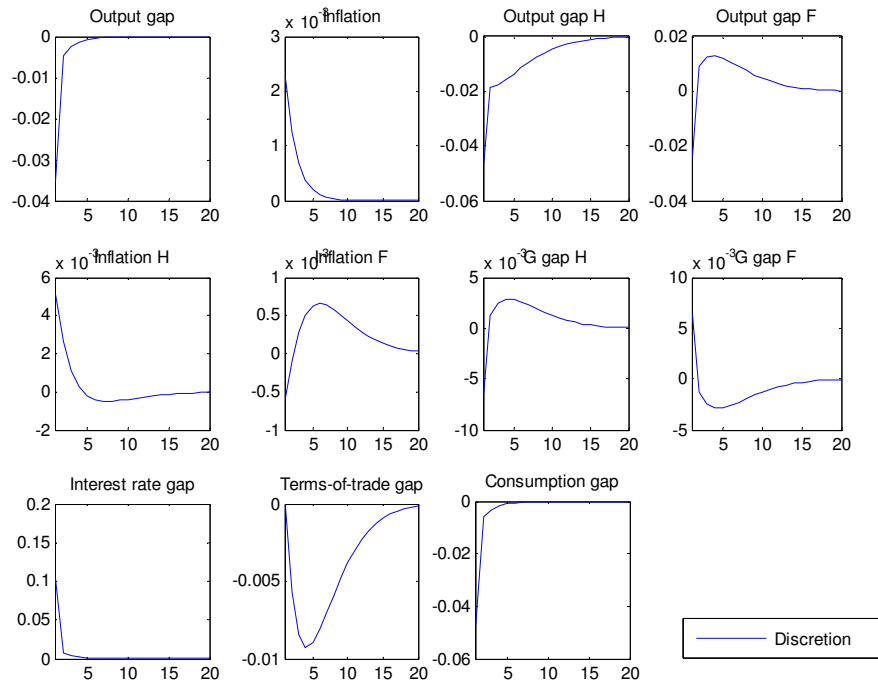 Output gap
0
-0.01
-0.02
-0.03
-0.04
5 10 15 20
x 10-3
Inflation
3
2
1
0
5 10 15 20
Output gap H
0
-0.02
-0.04
-0.06
5 10 15 20
Output gap F
0.04
0.02
0
-0.02
-0.04
5 10 15 20
x 10-3
Inflation H
6
4
2
0
-2
5 10 15 20
x 10-3
Inflation F
1
0.5
0
-0.5
-1
5 10 15 20
x 10-3
G gap H
5
0
-5
-10
5 10 15 20
x 10-3
G gap F
10
5
0
-5
5 10 15 20
Interest rate gap
0.2
0.15
0.1
0.05
0
5 10 15 20
Terms-of-trade gap
0
-0.005
-0.01
5 10 15 20
Consumption gap
0
-0.02
-0.04
-0.06
5 10 15 20
Discretion